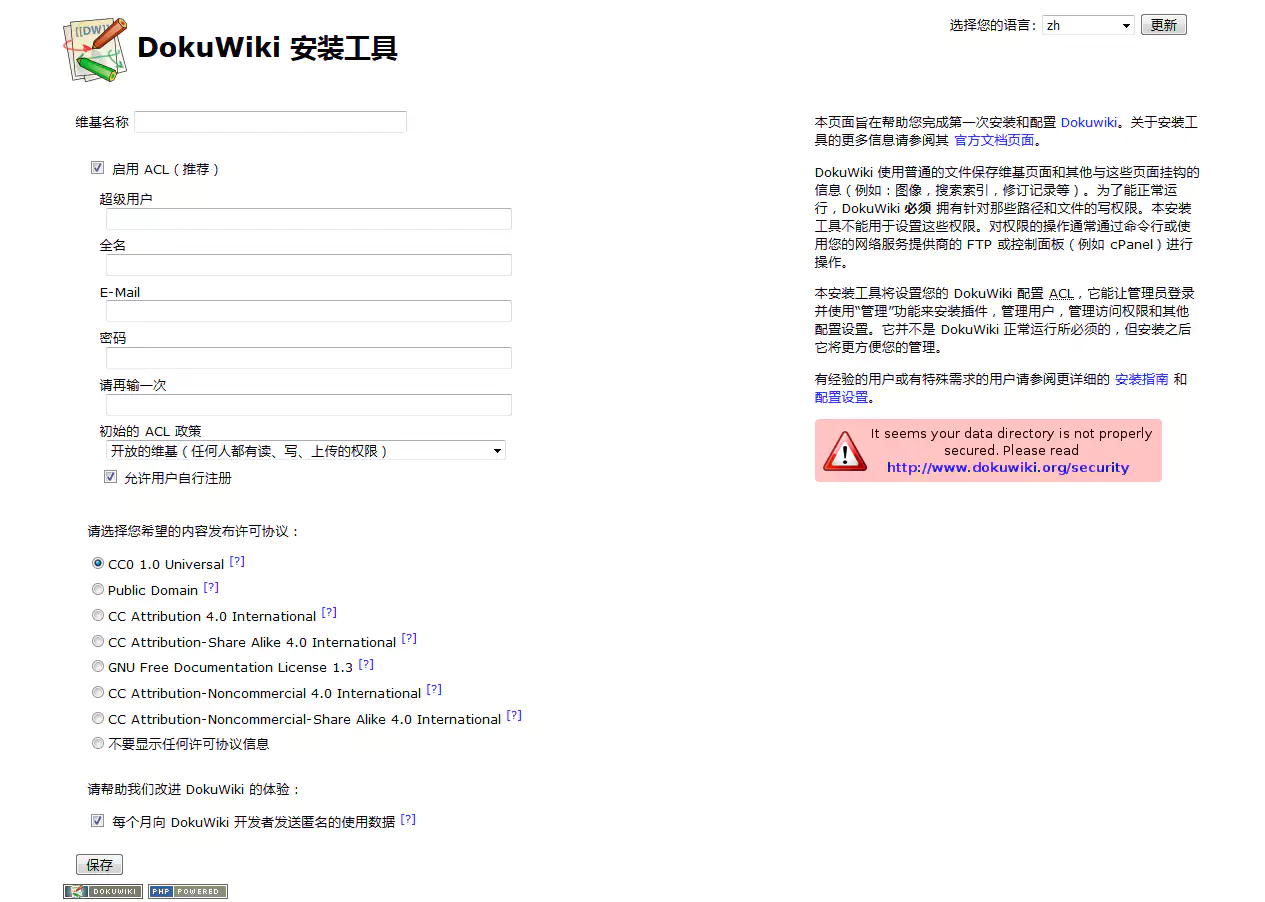 [[DW]]
DokuWiki 安装工具
选择您的语言： zh 更新
维基名称
启用 ACL（推荐）
超级用户
全名
E-Mail
密码
请再输一次
初始的 ACL 政策
开放的维基（任何人都有读、写、上传的权限）
允许用户自行注册
请选择您希望的内容发布许可协议：
CC0 1.0 Universal [?]
Public Domain [?]
CC Attribution 4.0 International [?]
CC Attribution-Share Alike 4.0 International [?]
GNU Free Documentation License 1.3 [?]
CC Attribution-Noncommercial 4.0 International [?]
CC Attribution-Noncommercial-Share Alike 4.0 International [?]
不要显示任何许可协议信息
请帮助我们改进 DokuWiki 的体验：
每个月向 DokuWiki 开发者发送匿名的使用数据 [?]
保存
DOKUWIKI PHP POWERED
本页面旨在帮助您完成第一次安装和配置 Dokuwiki。关于安装工
具的更多信息请参阅其 官方文档页面。
DokuWiki 使用普通的文件保存维基页面和其他与这些页面挂钩的
信息（例如：图像，搜索索引，修订记录等）。为了能正常运
行，DokuWiki 必须 拥有针对那些路径和文件的写权限。本安装
工具不能用于设置这些权限。对权限的操作通常通过命令行或使
用您的网络服务提供商的 FTP 或控制面板（例如 cPanel）进行
操作。
本安装工具将设置您的 DokuWiki 配置 ACL，它能让管理员登录
并使用“管理”功能来安装插件，管理用户，管理访问权限和其他
配置设置。它并不是 DokuWiki 正常运行所必须的，但安装之后
它将更方便您的管理。
有经验的用户或有特殊需求的用户请参阅更详细的 安装指南 和
配置设置。
It seems your data directory is not properly
secured. Please read
http://www.dokuwiki.org/security